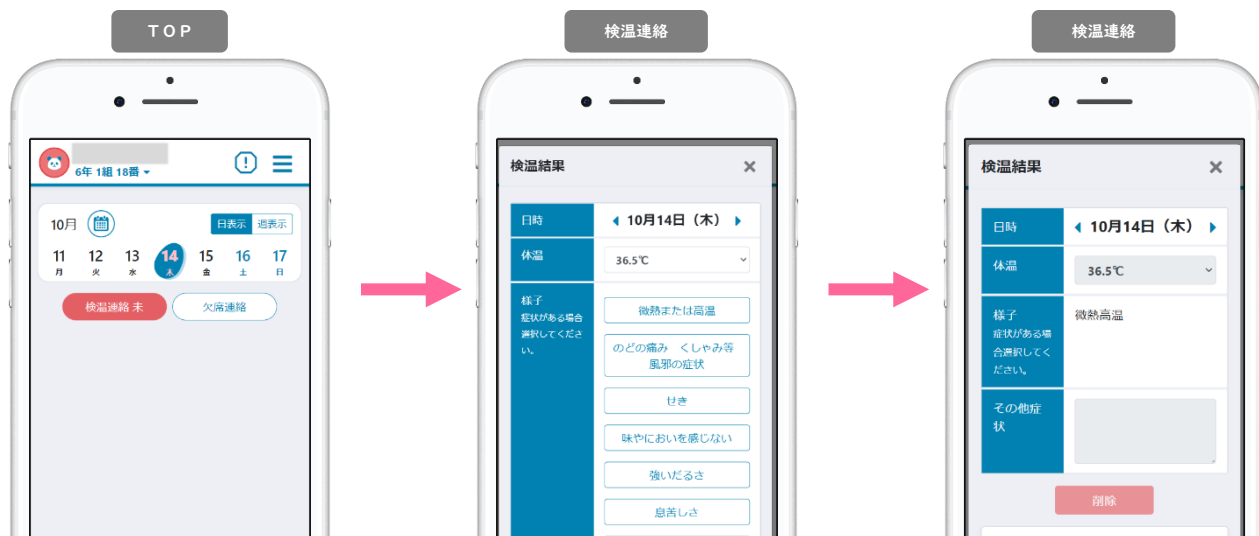 TOP
6年 1組 18番
10月
日表示 週表示
11 12 13 14 15 16 17
月 火 水 木 金 土 日
検温連絡 未 欠席連絡
検温連絡
検温結果 ×
日時 10月14日（木）
体温 36.5℃
様子
症状がある場合
選択してくださ
い。
微熱または高温
のどの痛み　くしゃみ等
風邪の症状
せき
味やにおいを感じない
強いだるさ
息苦しさ
検温連絡
検温結果 ×
日時 10月14日（木）
体温 36.5℃
様子 微熱高温
症状がある場
合選択してく
ださい。
その他症
状
削除